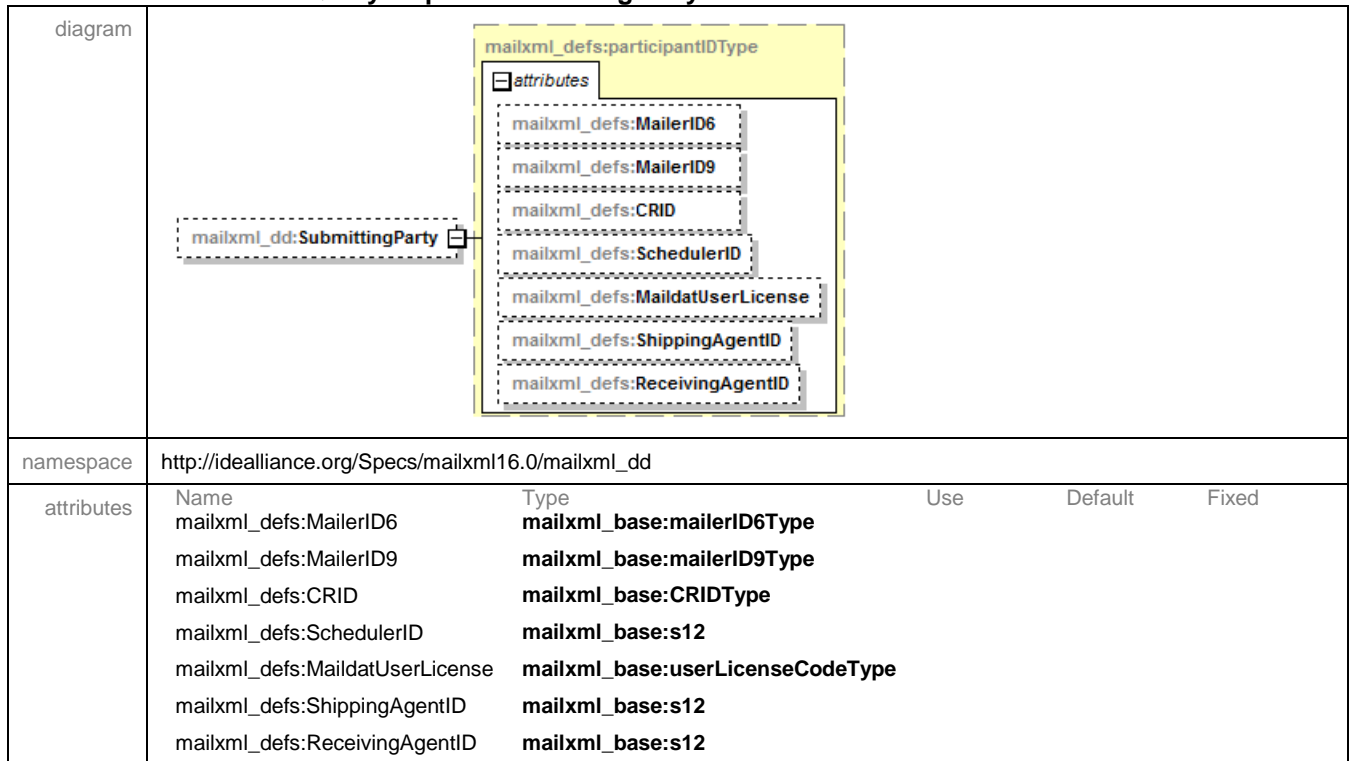 diagram
mailxml_defs:participantIDType
attributes
mailxml_defs:MailerID6
mailxml_defs:MailerID9
mailxml_defs:CRID
mailxml_dd:SubmittingParty
mailxml_defs:SchedulerID
mailxml_defs:MaildatUserLicense
mailxml_defs:ShippingAgentID
mailxml_defs:ReceivingAgentID
namespace http://idealliance.org/Specs/mailxml16.0/mailxml_dd
attributes Name Type Use Default Fixed
mailxml_defs:MailerID6 mailxml_base:mailerID6Type
mailxml_defs:MailerID9 mailxml_base:mailerID9Type
mailxml_defs:CRID mailxml_base:CRIDType
mailxml_defs:SchedulerID mailxml_base:s12
mailxml_defs:MaildatUserLicense mailxml_base:userLicenseCodeType
mailxml_defs:ShippingAgentID mailxml_base:s12
mailxml_defs:ReceivingAgentID mailxml_base:s12